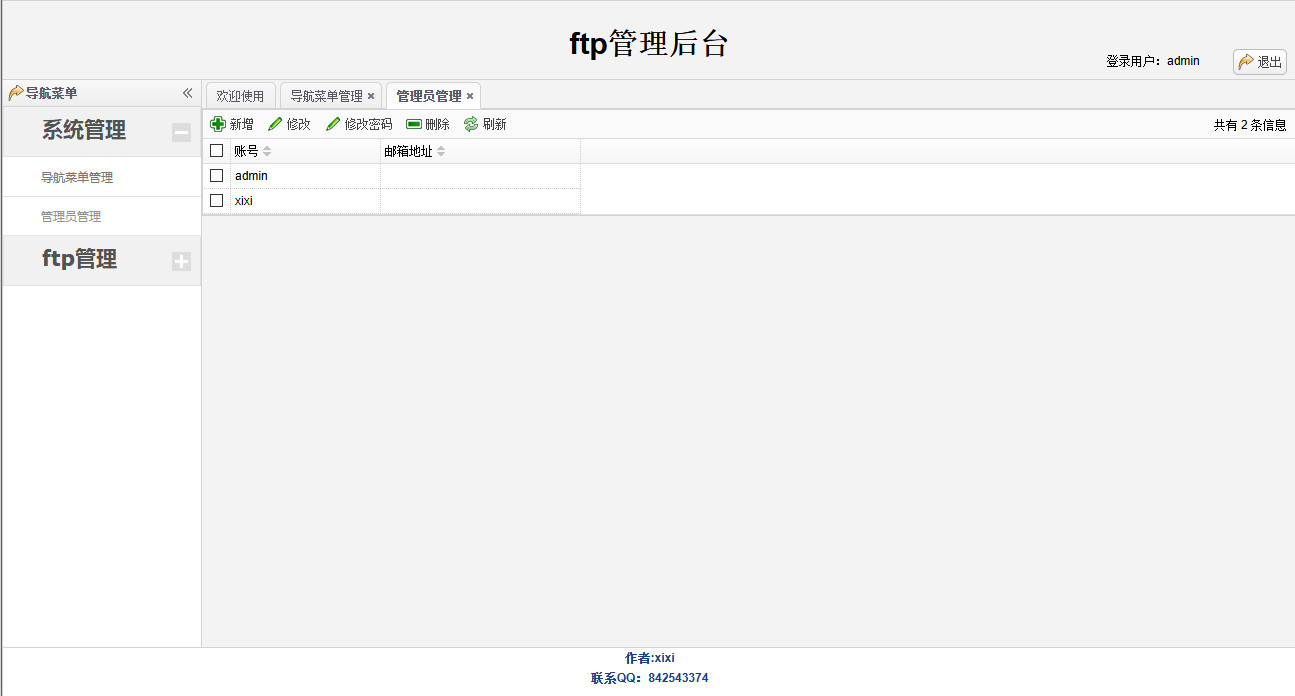 ftp管理后台
登录用户：admin
退出
导航菜单
欢迎使用 导航菜单管理 管理员管理
系统管理
新增 修改 修改密码 删除 刷新 共有 2 条信息
账号 邮箱地址
导航菜单管理
admin
xixi
管理员管理
ftp管理
作者:xixi
联系QQ：842543374